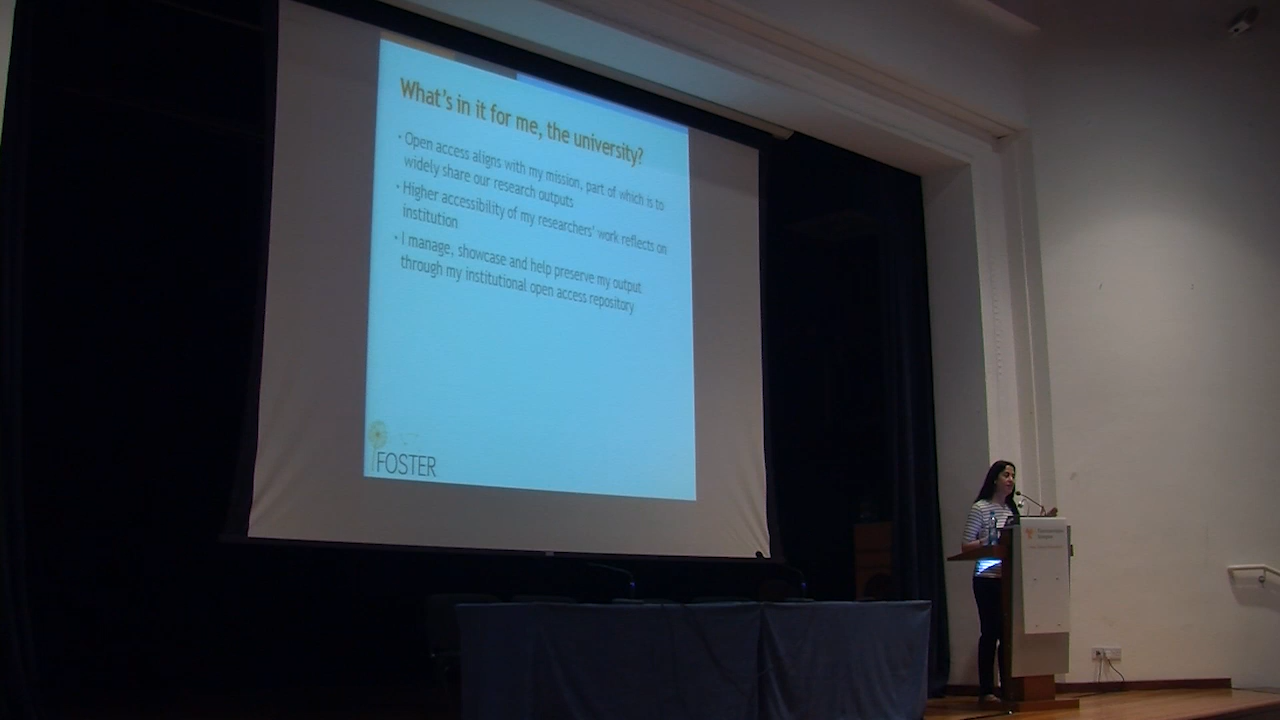 What's in it for me, the university?
• Open access aligns with my mission, part of which is to
widely share our research outputs
• Higher accessibility of my researchers' work reflects on
institution
• I manage, showcase and help preserve my output
through my institutional open access repository
FOSTER